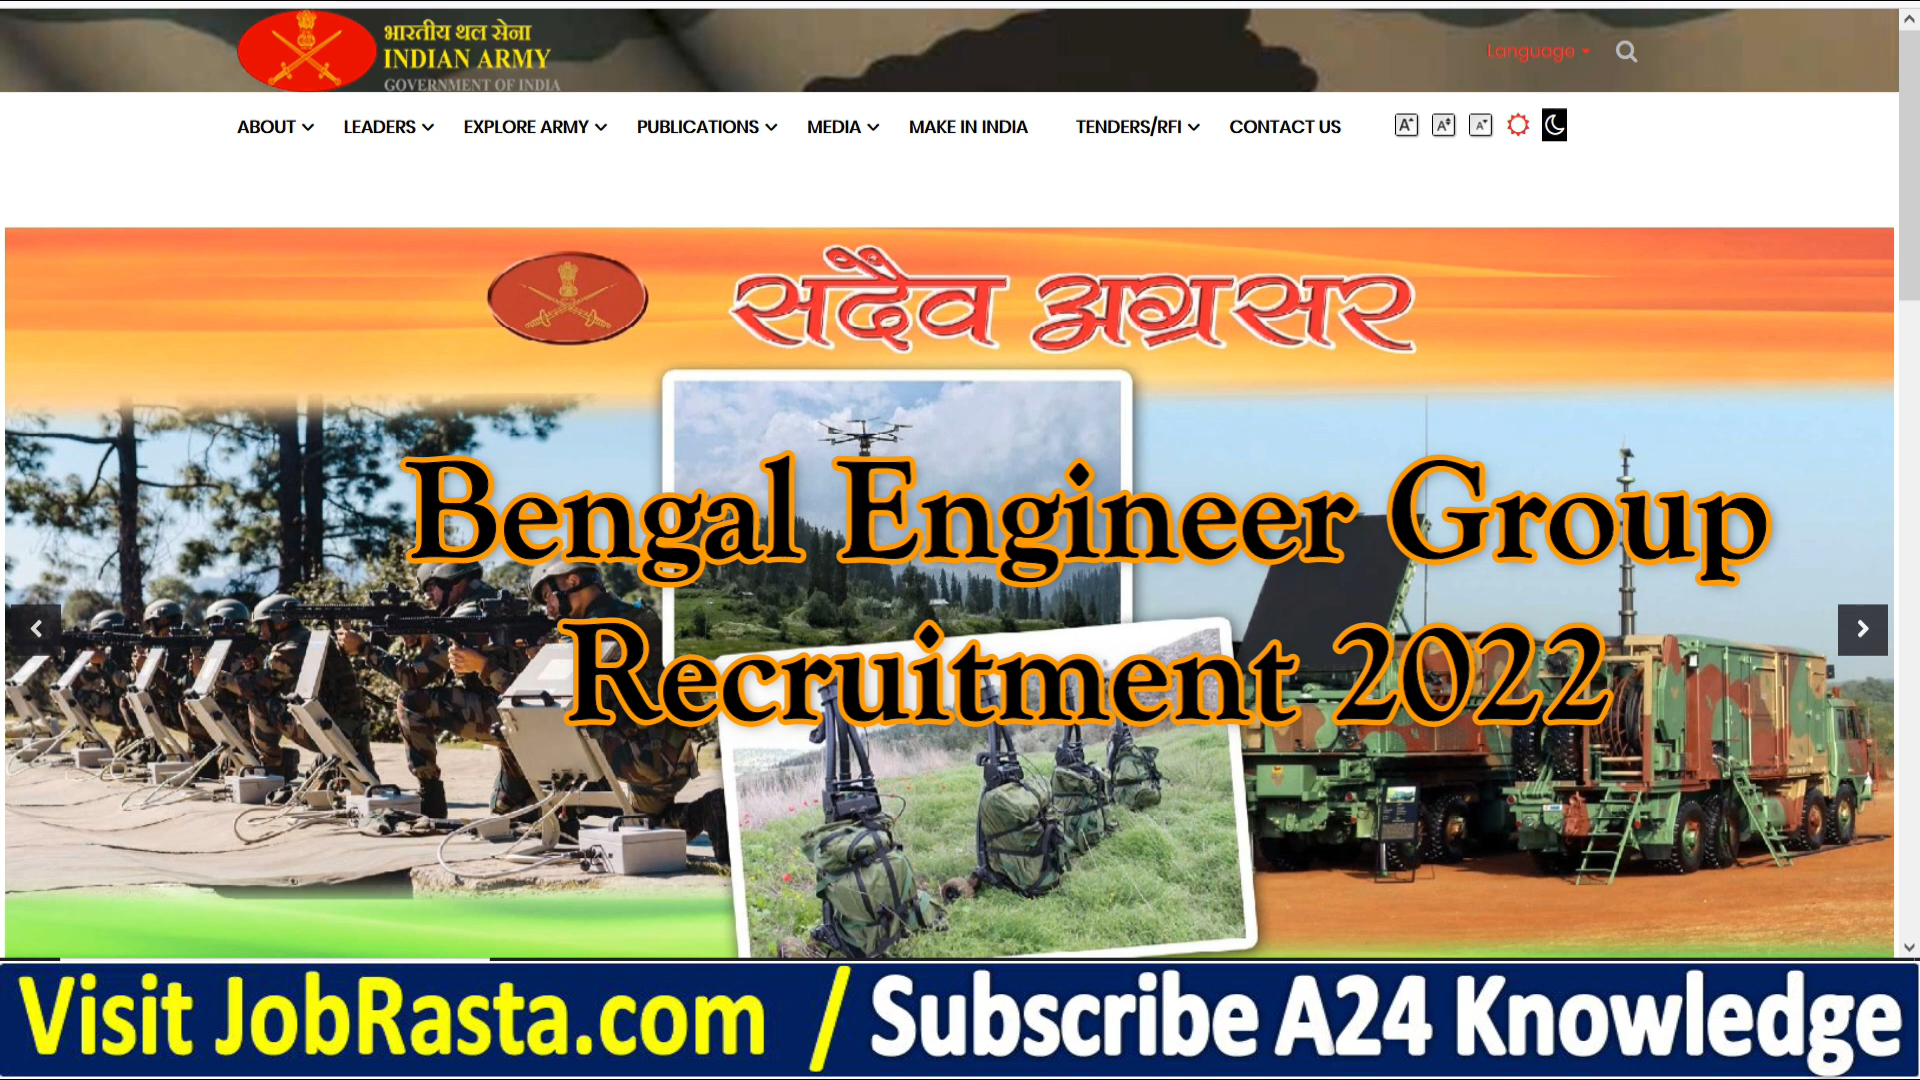 भारतीय थल सेना
INDIAN ARMY
GOVERNMENT OF INDIA
Language
ABOUT LEADERS EXPLORE ARMY PUBLICATIONS MEDIA MAKE IN INDIA TENDERS/RFI CONTACT US A A A
सदैव अग्रसर
Bengal Engineer Group
Recruitment 2022
Visit JobRasta.com / Subscribe A24 Knowledge